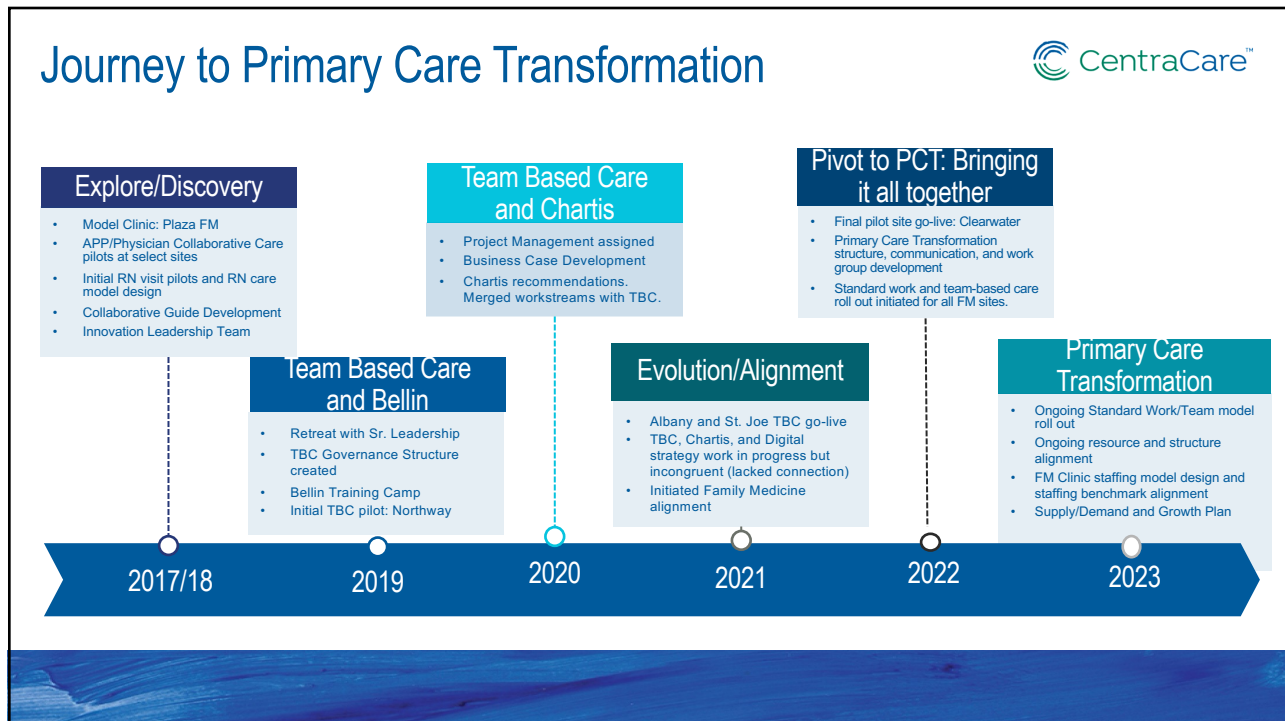 Journey to Primary Care Transformation
CentraCare™
Explore/Discovery
• Model Clinic: Plaza FM
• APP/Physician Collaborative Care
pilots at select sites
• Initial RN visit pilots and RN care
model design
• Collaborative Guide Development
• Innovation Leadership Team
Team Based Care
and Bellin
• Retreat with Sr. Leadership
• TBC Governance Structure
created
• Bellin Training Camp
• Initial TBC pilot: Northway
Team Based Care
and Chartis
• Project Management assigned
• Business Case Development
• Chartis recommendations.
Merged workstreams with TBC.
Evolution/Alignment
• Albany and St. Joe TBC go-live
• TBC, Chartis, and Digital
strategy work in progress but
incongruent (lacked connection)
• Initiated Family Medicine
alignment
Pivot to PCT: Bringing
it all together
• Final pilot site go-live: Clearwater
• Primary Care Transformation
structure, communication, and work
group development
• Standard work and team-based care
roll out initiated for all FM sites.
Primary Care
Transformation
• Ongoing Standard Work/Team model
roll out
• Ongoing resource and structure
alignment
• FM Clinic staffing model design and
staffing benchmark alignment
• Supply/Demand and Growth Plan
2017/18
2019
2020
2021
2022
2023